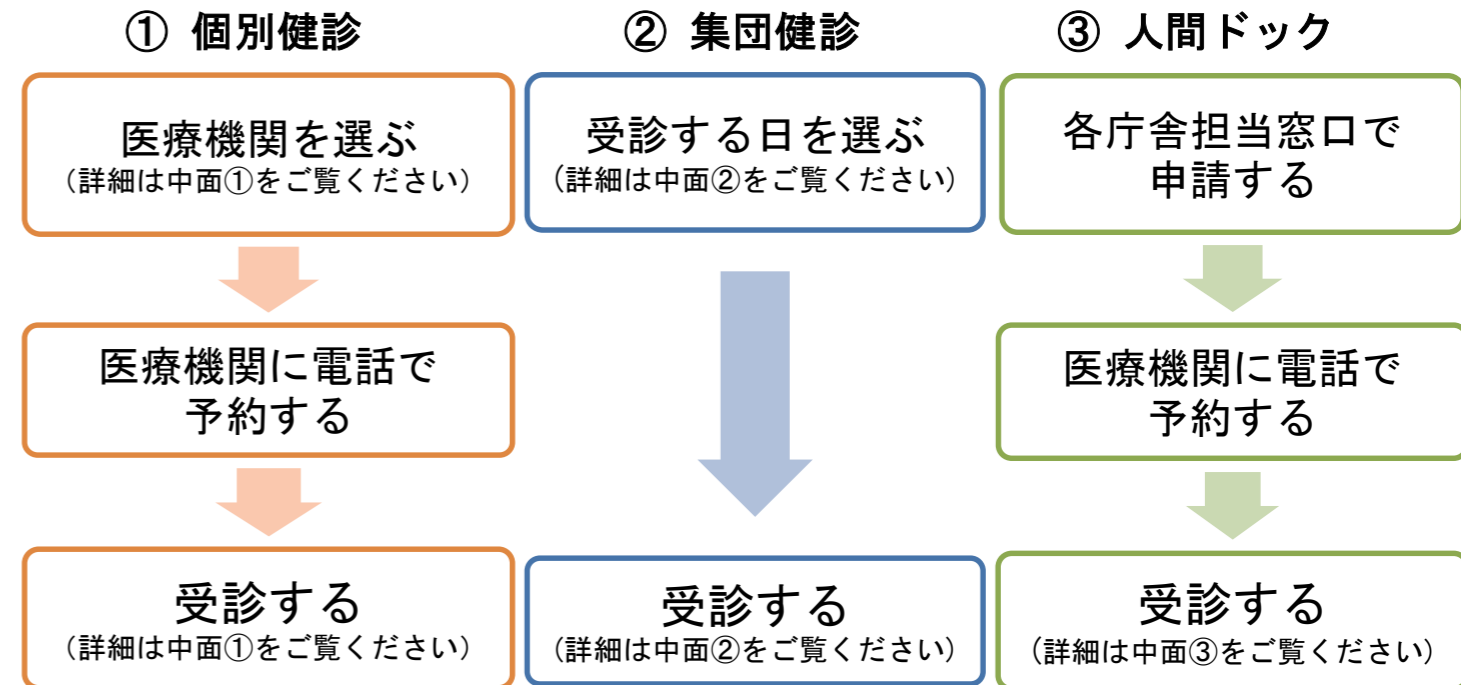 ① 個別健診
医療機関を選ぶ
（詳細は中面①をご覧ください）
医療機関に電話で
予約する
受診する
（詳細は中面①をご覧ください）
② 集団健診
受診する日を選ぶ
（詳細は中面②をご覧ください）
受診する
（詳細は中面②をご覧ください）
③ 人間ドック
各庁舎担当窓口で
申請する
医療機関に電話で
予約する
受診する
（詳細は中面③をご覧ください）